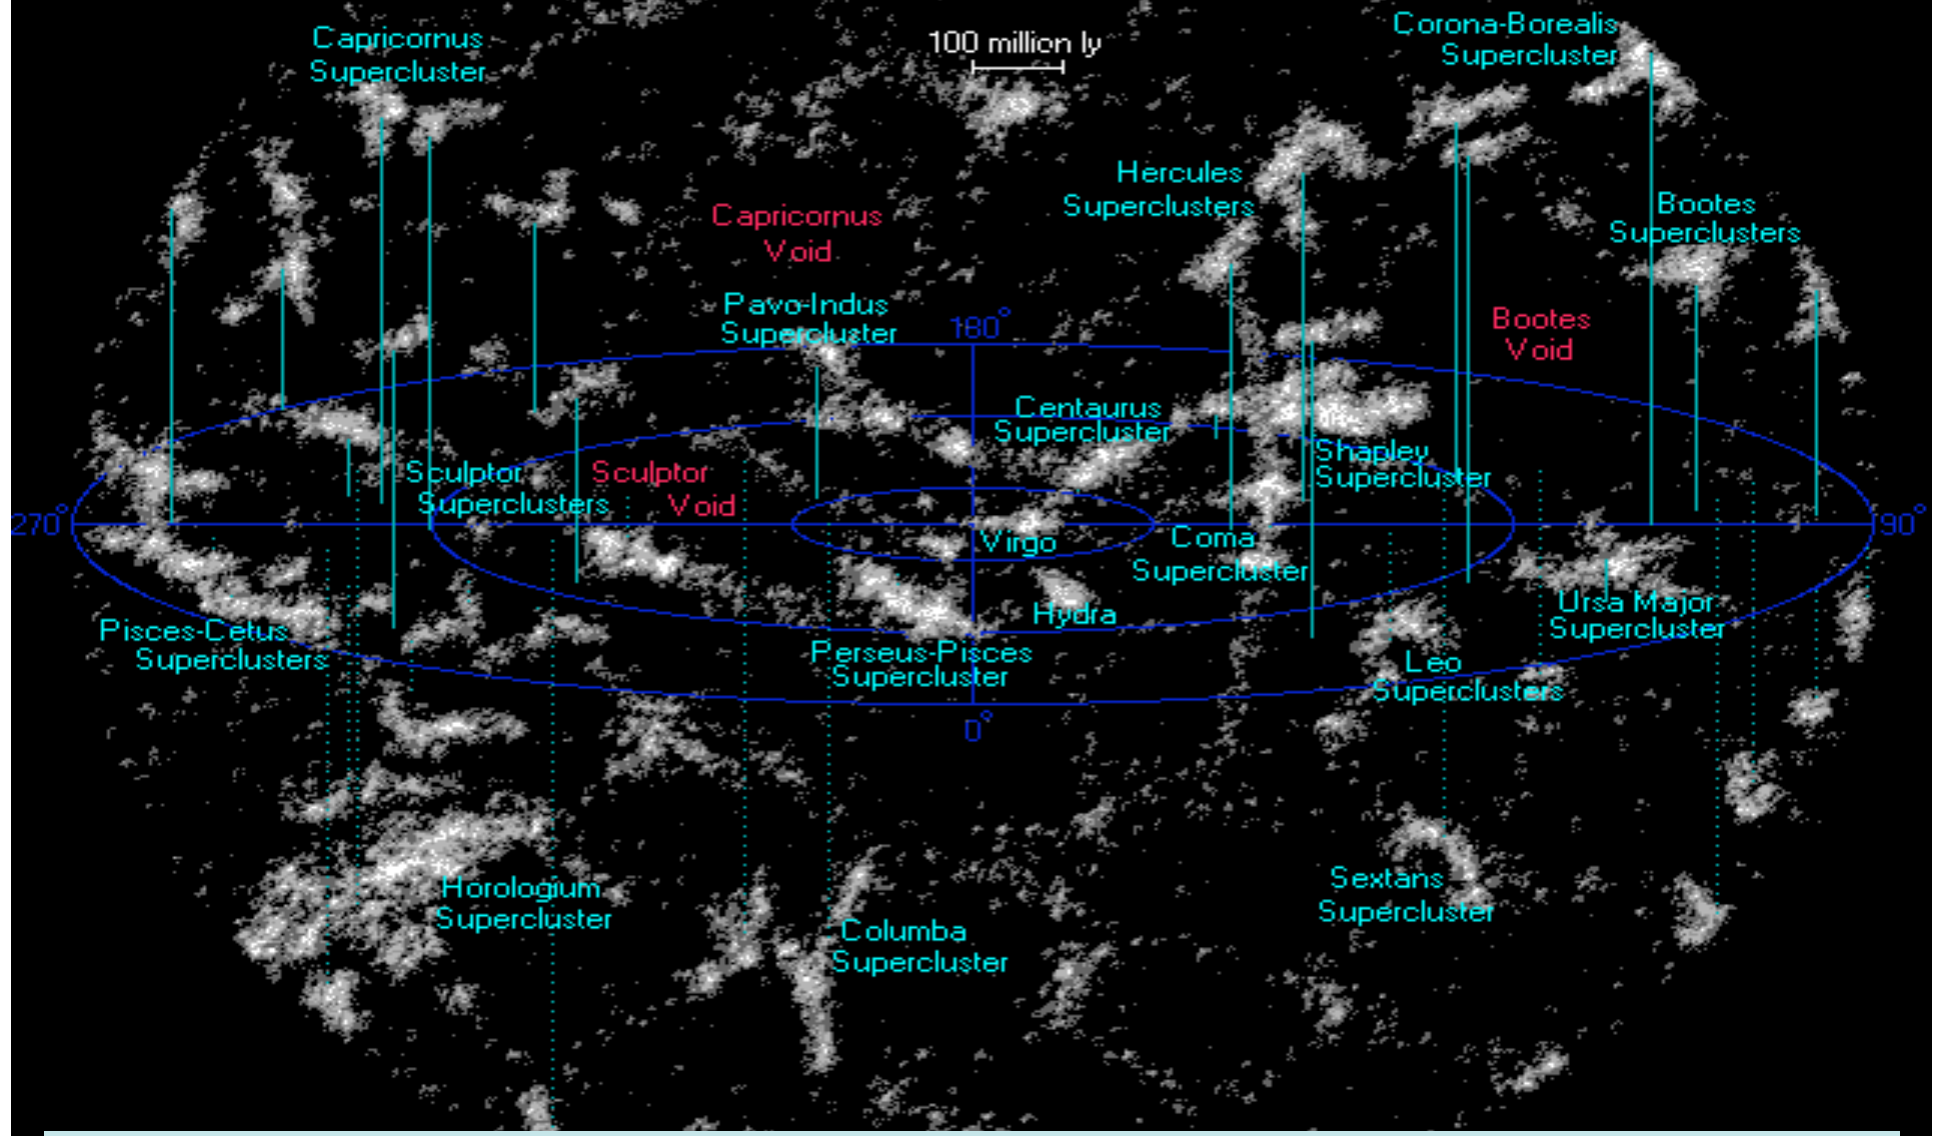 Capricornus
Supercluster
100 million ly
Corona-Borealis
Supercluster
Hercules
Superclusters
Bootes
Superclusters
Capricornus
Void
Pavo-Indus
Supercluster
180°
Bootes
Void
Centaurus
Supercluster
Shapley
Supercluster
Sculptor
Superclusters
Sculptor
Void
270°
90°
Virgo
Coma
Supercluster
Hydra
Ursa Major
Supercluster
Pisces-Cetus
Superclusters
Perseus-Pisces
Supercluster
Leo
Superclusters
0°
Horologium
Supercluster
Sextans
Supercluster
Columba
Supercluster